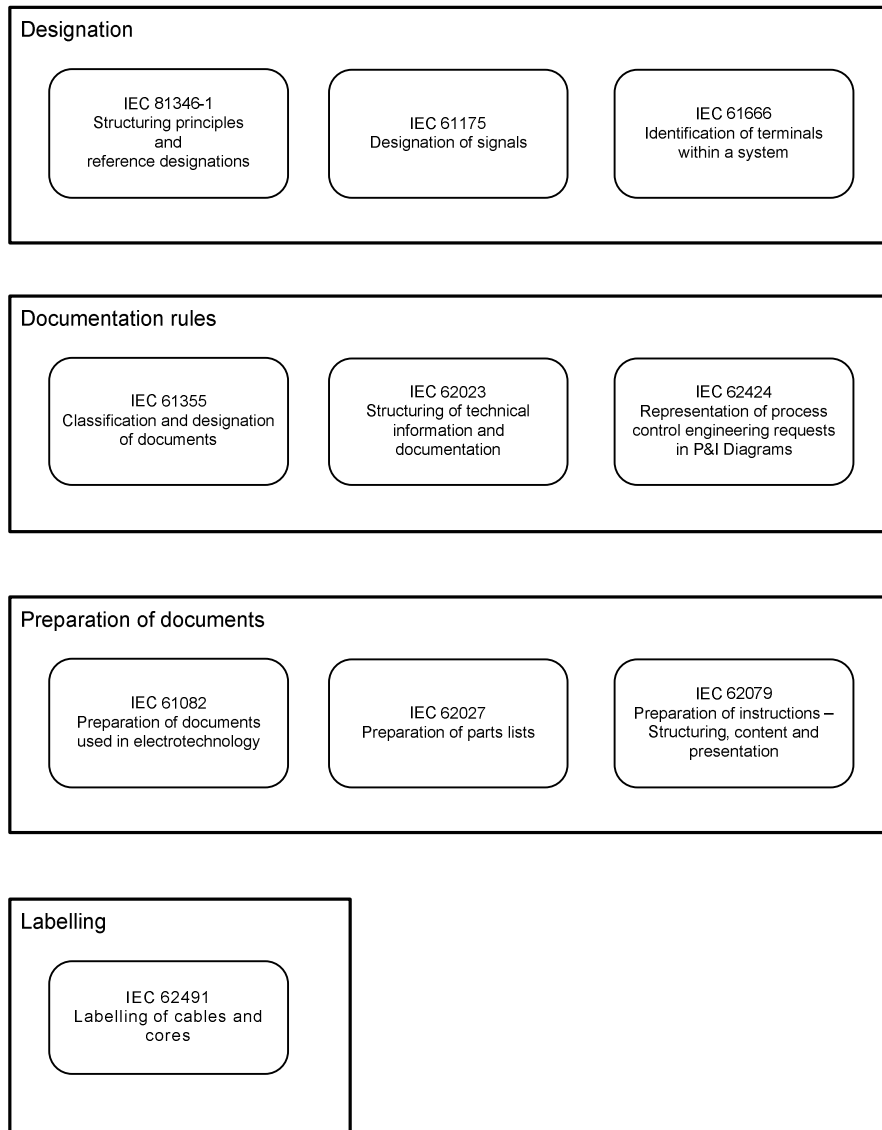 Designation
IEC 81346-1
Structuring principles
and
reference designations
IEC 61175
Designation of signals
IEC 61666
Identification of terminals
within a system
Documentation rules
IEC 61355
Classification and designation
of documents
IEC 62023
Structuring of technical
information and
documentation
IEC 62424
Representation of process
control engineering requests
in P&I Diagrams
Preparation of documents
IEC 61082
Preparation of documents
used in electrotechnology
IEC 62027
Preparation of parts lists
IEC 62079
Preparation of instructions –
Structuring, content and
presentation
Labelling
IEC 62491
Labelling of cables and
cores